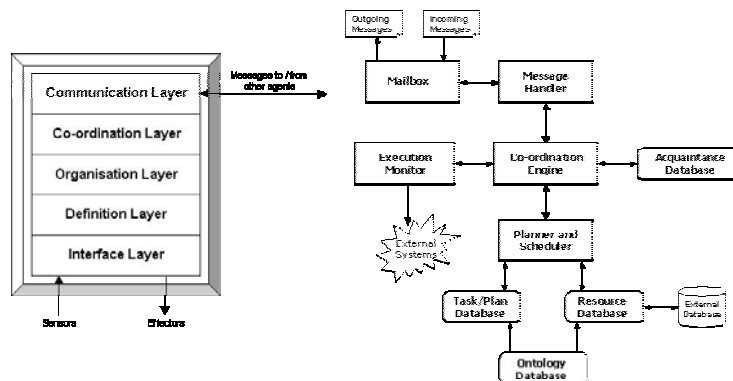 Communication Layer
Co-ordination Layer
Organisation Layer
Definition Layer
Interface Layer
Sensors
Effectors
Messages to /from
other agents
Outgoing
Messages
Incoming
Messages
Mailbox
Message
Handler
Execution
Monitor
Co-ordination
Engine
Acquaintance
Database
External
Systems
Planner and
Scheduler
Task/Plan
Database
Resource
Database
External
Database
Ontology
Database